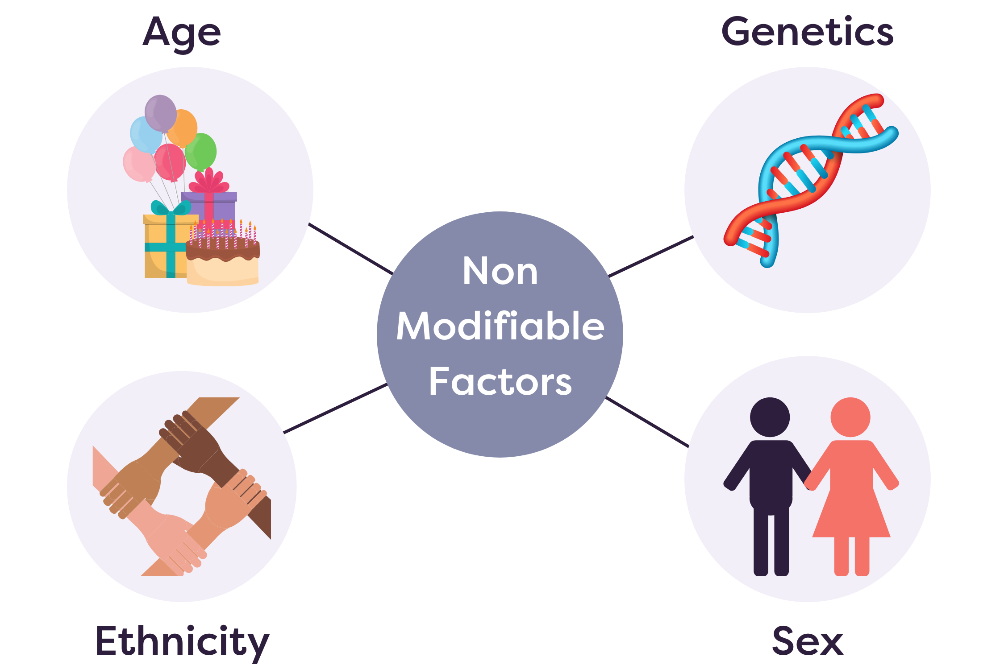 Age
Genetics
Non
Modifiable
Factors
Ethnicity
Sex